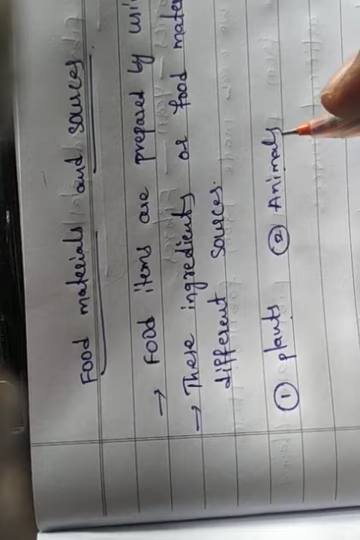 Food materials and sources
→ Food items are prepared by
→ These ingredients or food
different sources.
① plants ② Animals